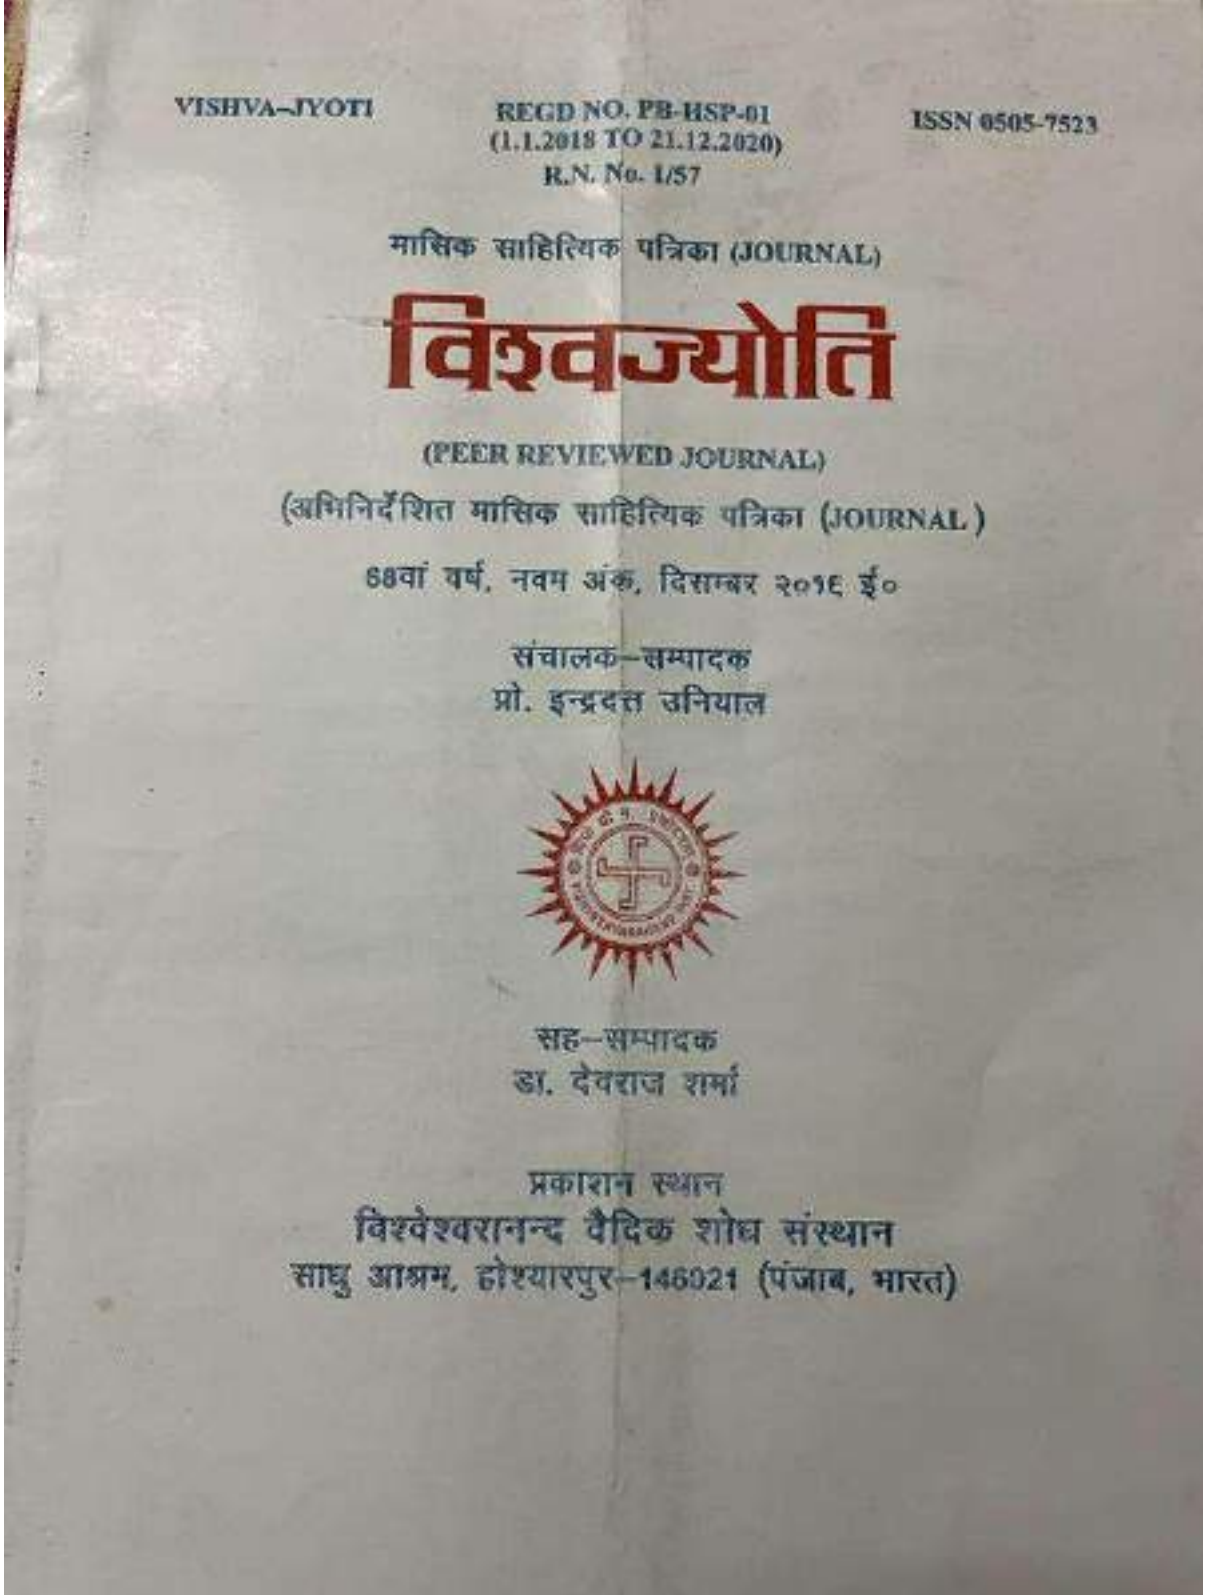 VISHVA-JYOTI
REGD NO. PB-HSP-01
(1.1.2018 TO 21.12.2020)
R.N. No. 1/57
ISSN 0505-7523
मासिक साहित्यिक पत्रिका (JOURNAL)
विश्वज्योति
(PEER REVIEWED JOURNAL)
(अभिनिर्देशित मासिक साहित्यिक पत्रिका (JOURNAL )
68वां वर्ष, नवम अंक, दिसम्बर २०१९ ई०
संचालक-सम्पादक
प्रो. इन्द्रदत्त उनियाल
सह-सम्पादक
डा. देवराज शर्मा
प्रकाशन स्थान
विश्वेश्वरानन्द वैदिक शोध संस्थान
साधु आश्रम, होश्यारपुर-146021 (पंजाब, भारत)